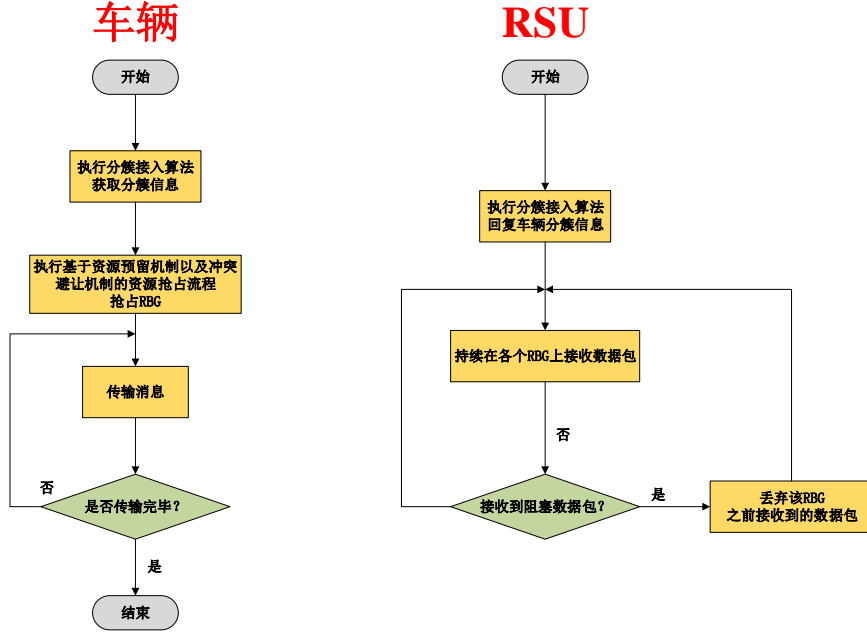 车辆
开始
执行分簇接入算法
获取分簇信息
执行基于资源预留机制以及冲突
避让机制的资源抢占流程
抢占RBG
传输消息
否
是否传输完毕？
是
结束
RSU
开始
执行分簇接入算法
回复车辆分簇信息
持续在各个RBG上接收数据包
否
接收到阻塞数据包？
是
丢弃该RBG
之前接收到的数据包